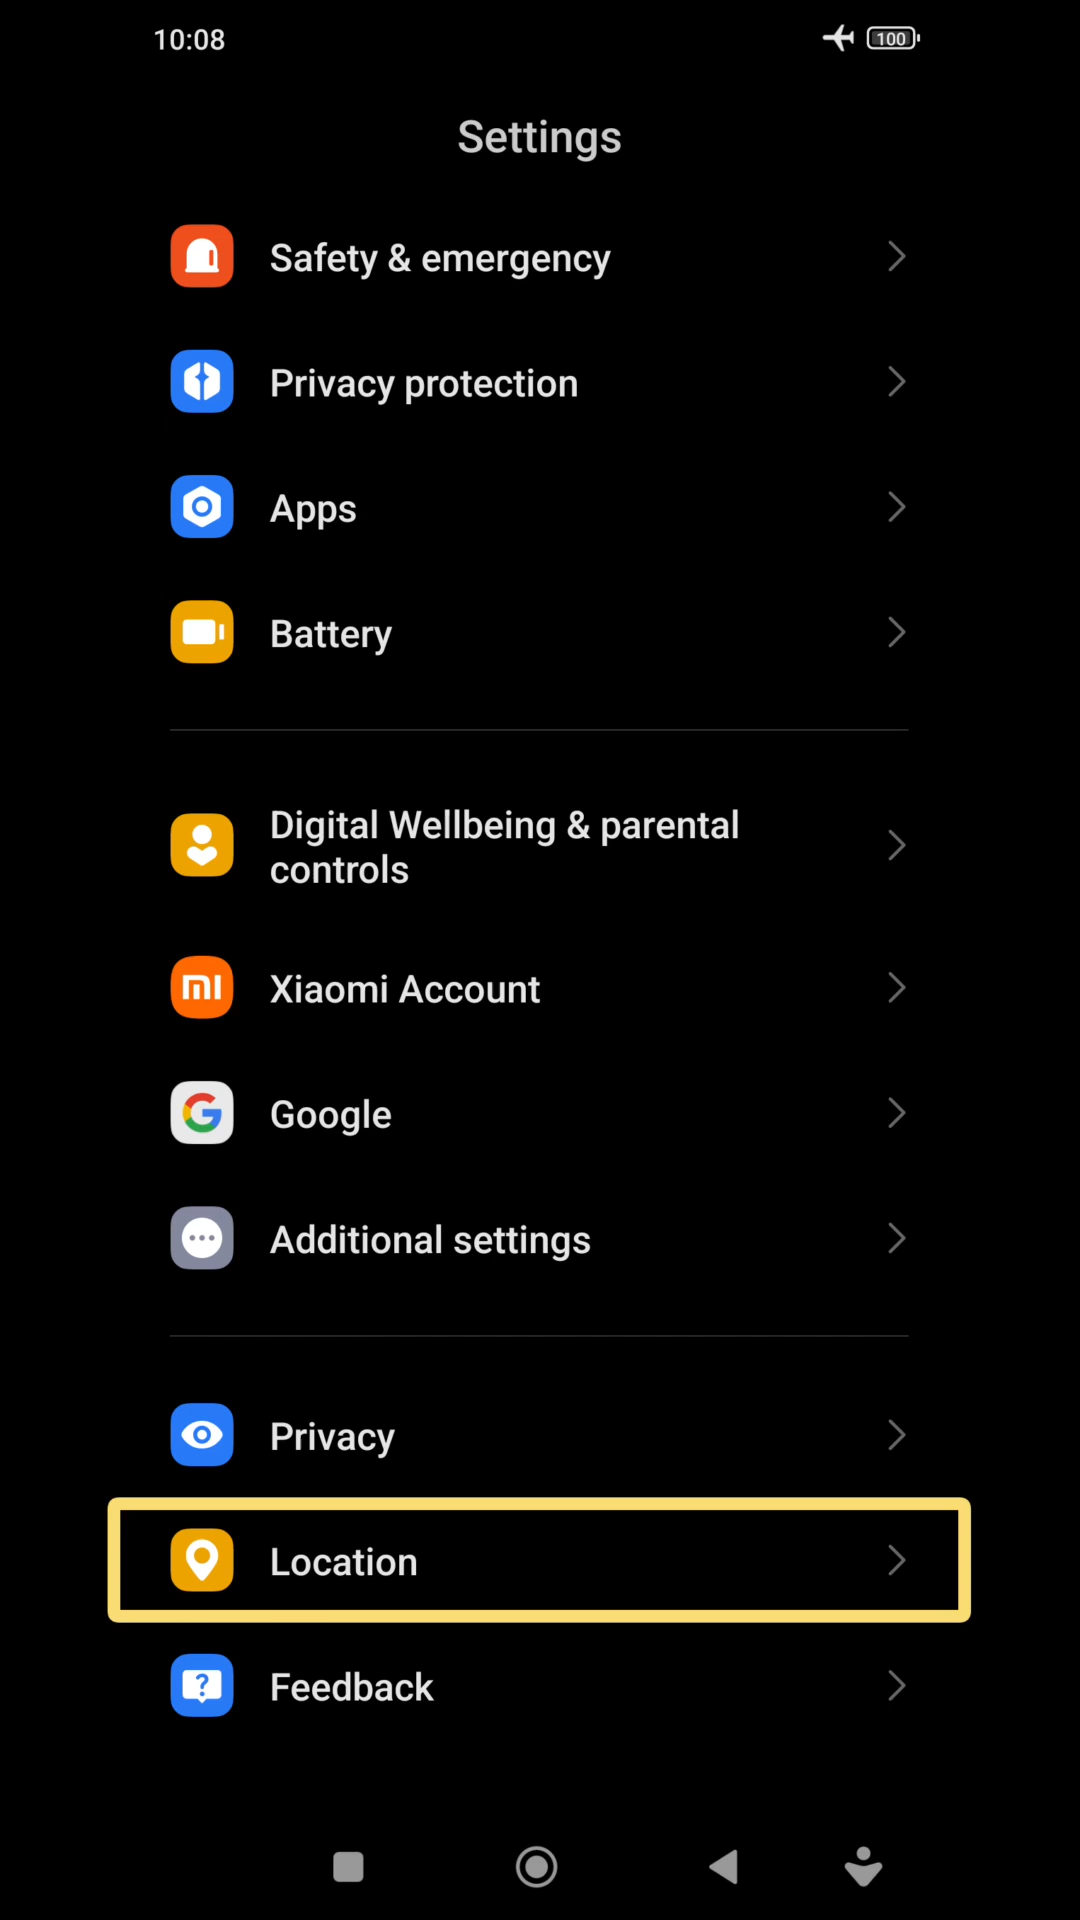 10:08
100
Settings
Safety & emergency
Privacy protection
Apps
Battery
Digital Wellbeing & parental
controls
Xiaomi Account
Google
Additional settings
Privacy
Location
Feedback